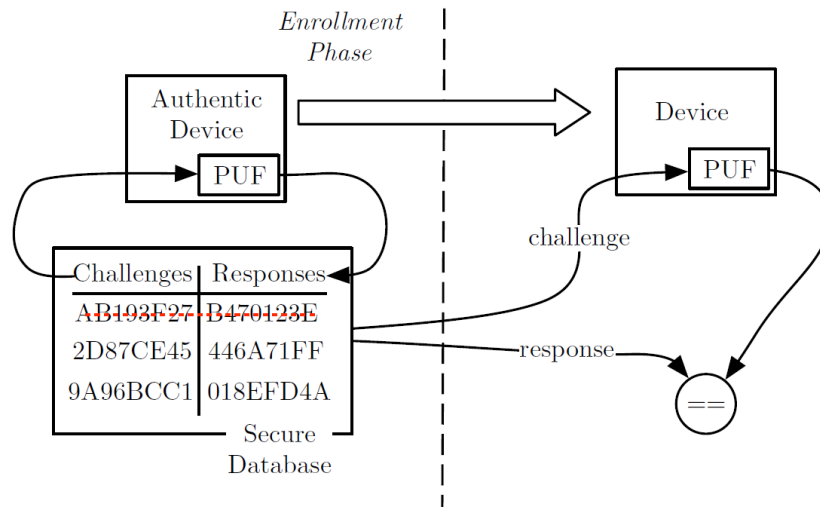 Enrollment
Phase
Authentic
Device
PUF
Device
PUF
challenge
Challenges Responses
AB193F27 B470123E
2D87CE45 446A71FF
9A96BCC1 018EFD4A
response
==
Secure
Database